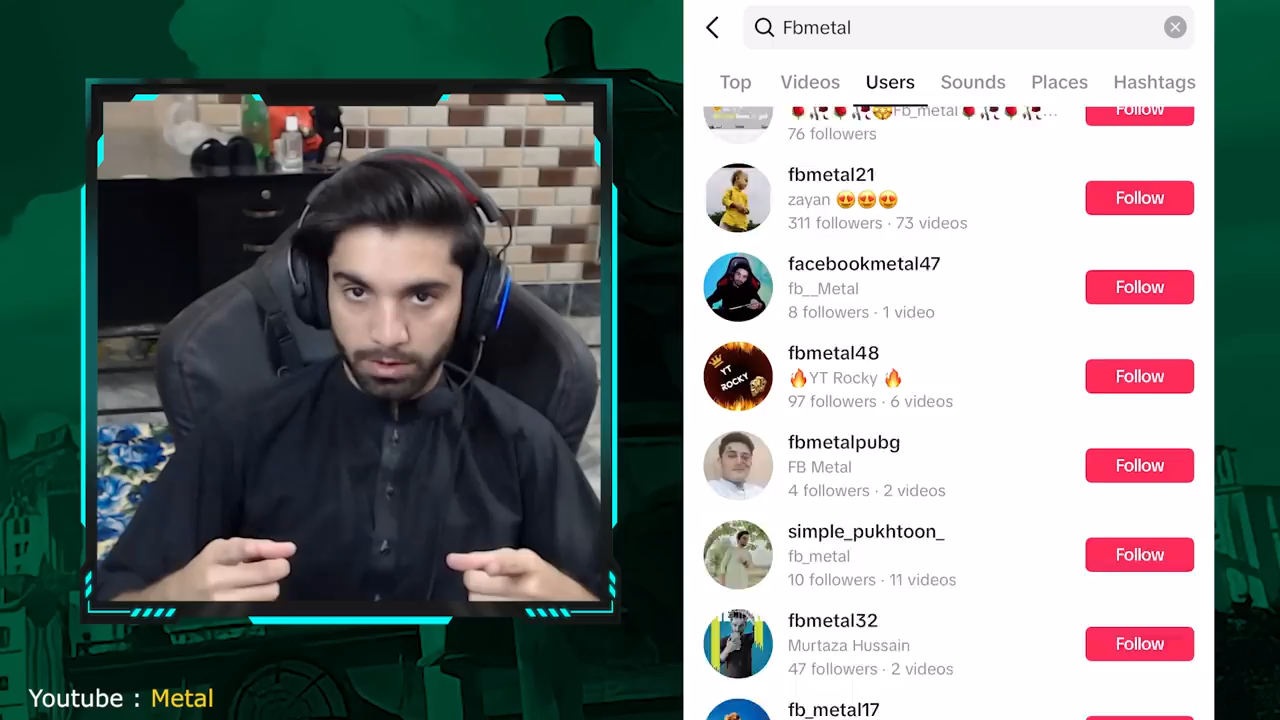 Fbmetal
Top Videos Users Sounds Places Hashtags
Fb_metal ... Follow
76 followers
fbmetal21
zayan
311 followers · 73 videos
Follow
facebookmetal47
fb__Metal
8 followers · 1 video
Follow
fbmetal48
🔥YT Rocky 🔥
97 followers · 6 videos
Follow
YT
ROCKY
fbmetalpubg
FB Metal
4 followers · 2 videos
Follow
simple_pukhtoon_
fb_metal
10 followers · 11 videos
Follow
fbmetal32
Murtaza Hussain
47 followers · 2 videos
Follow
fb_metal17
Youtube : Metal